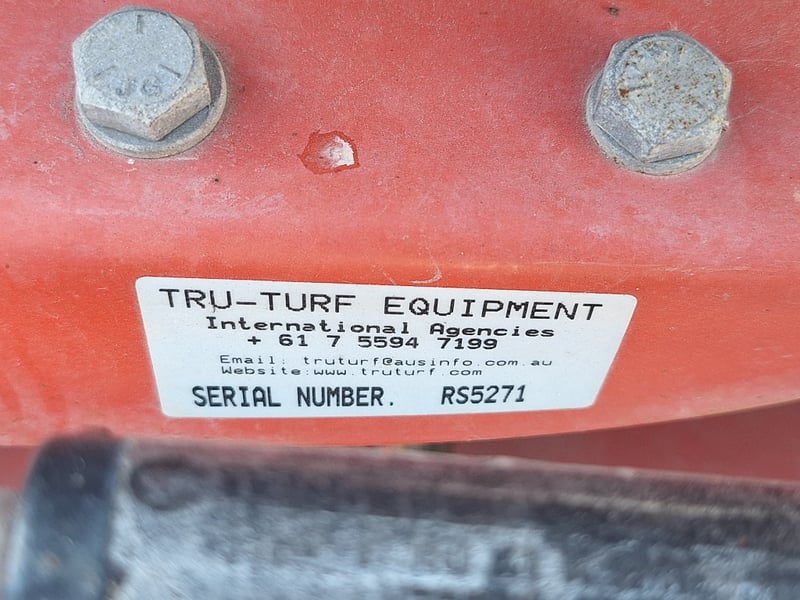 JG
TRU-TURF EQUIPMENT
International Agencies
+ 61 7 5594 7199
Email: truturf@ausinfo.com.au
Website:www.truturf.com
SERIAL NUMBER. RS5271